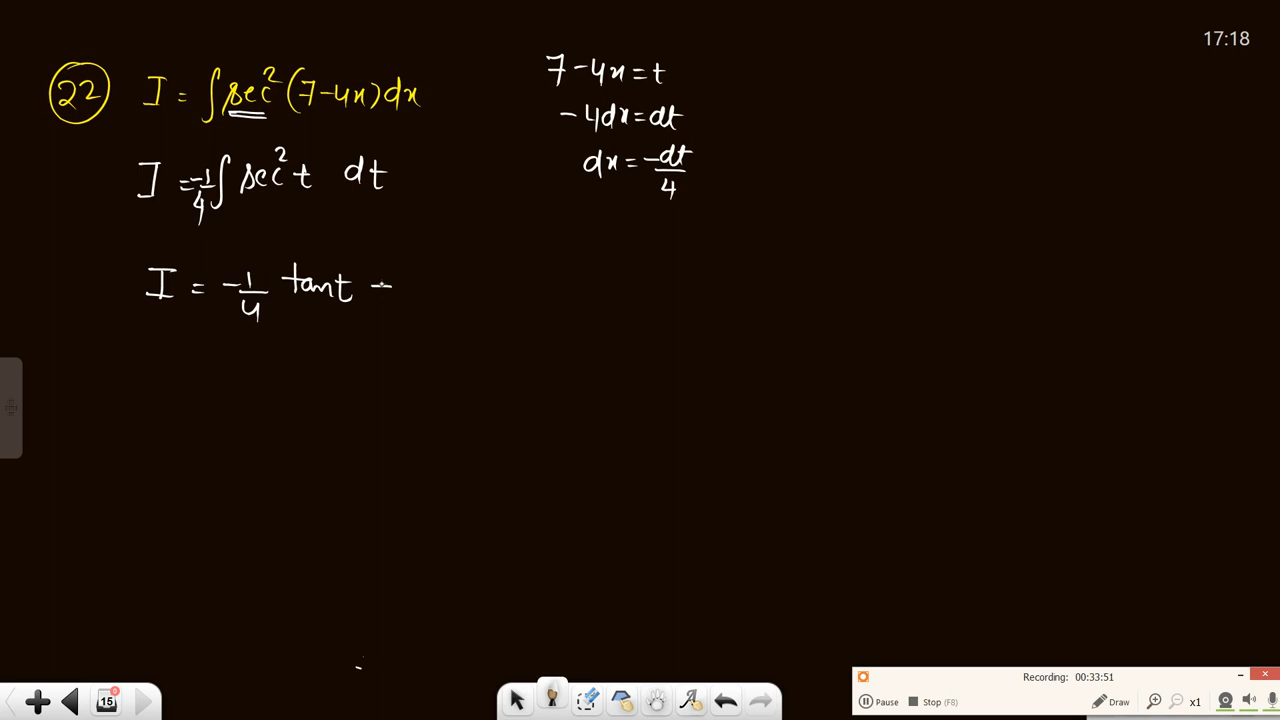 17:18
22 I = ∫ sec²(7-4x)dx
7-4x=t
-4dx=dt
dx = -dt/4
I = -1/4 ∫ sec²t dt
I = -1/4 tant -
15
0
Recording: 00:33:51
Pause
Stop (F8)
Draw
x1